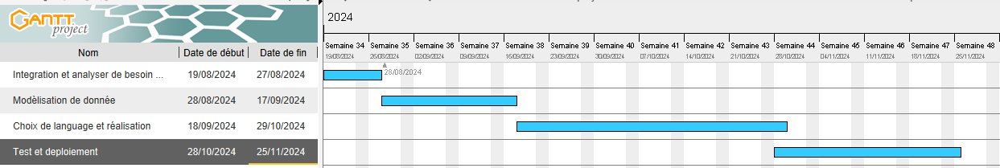 GANTT
project
2024
Nom Date de début Date de fin
Semaine 34 Semaine 35 Semaine 36 Semaine 37 Semaine 38 Semaine 39 Semaine 40 Semaine 41 Semaine 42 Semaine 43 Semaine 44 Semaine 45 Semaine 46 Semaine 47 Semaine 48
19/08/2024 26/08/2024 02/09/2024 09/09/2024 16/09/2024 23/09/2024 30/09/2024 07/10/2024 14/10/2024 21/10/2024 28/10/2024 04/11/2024 11/11/2024 18/11/2024 25/11/2024
Integration et analyser de besoin ... 19/08/2024 27/08/2024
28/08/2024
Modèlisation de donnée 28/08/2024 17/09/2024
Choix de language et réalisation 18/09/2024 29/10/2024
Test et deploiement 28/10/2024 25/11/2024